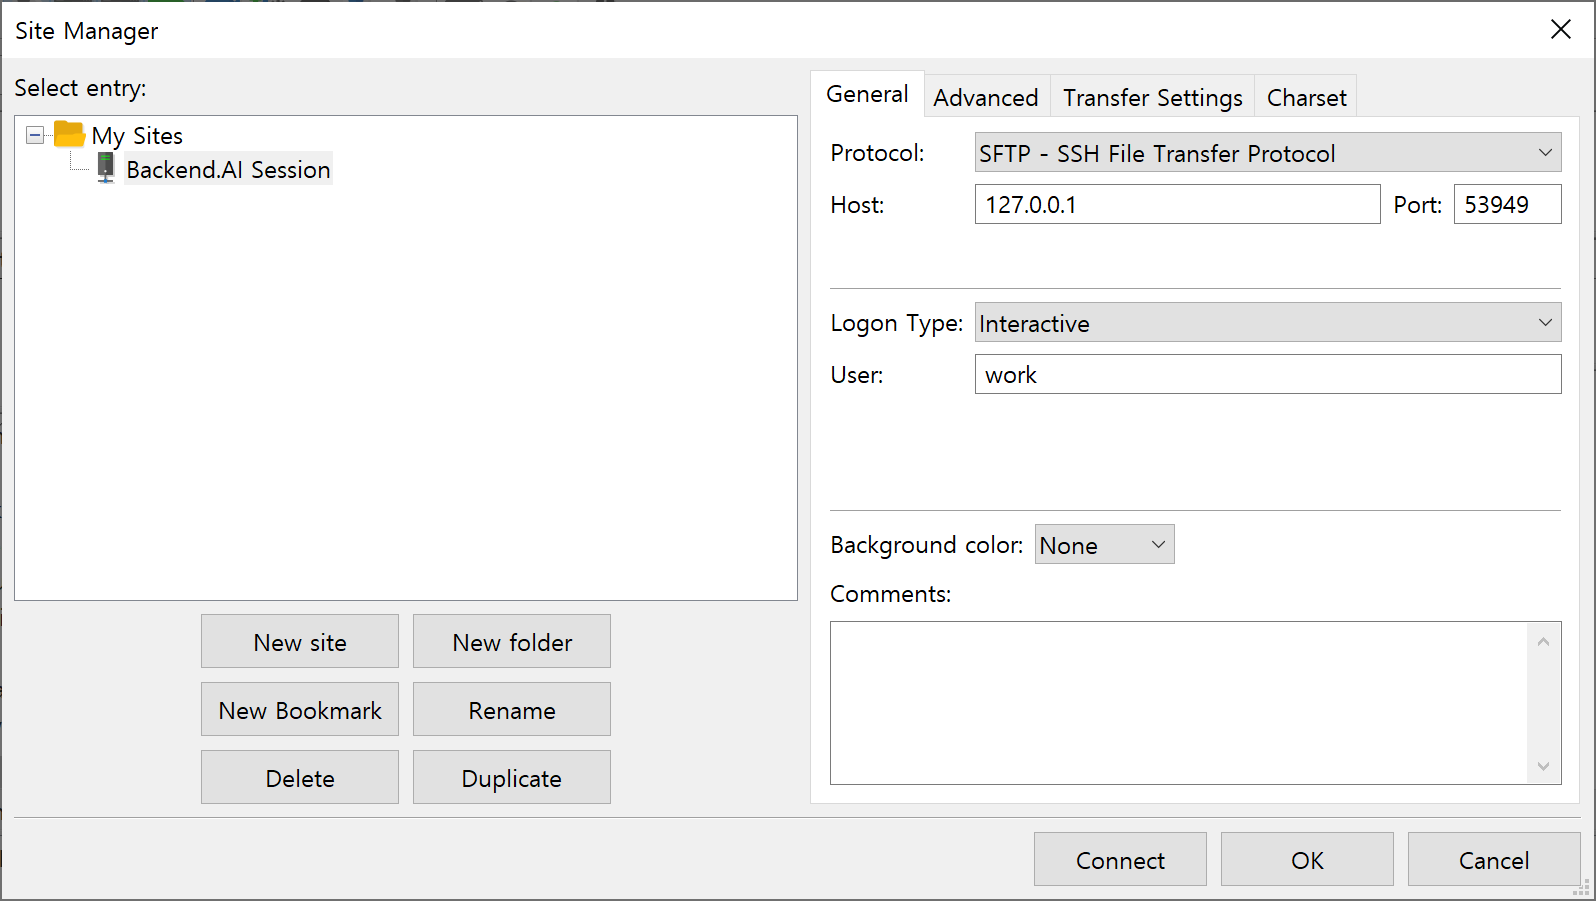 Site Manager
Select entry:
My Sites
Backend.AI Session
New site
New folder
New Bookmark
Rename
Delete
Duplicate
General
Advanced
Transfer Settings
Charset
Protocol:
SFTP - SSH File Transfer Protocol
Host:
127.0.0.1
Port:
53949
Logon Type:
Interactive
User:
work
Background color:
None
Comments:
Connect
OK
Cancel